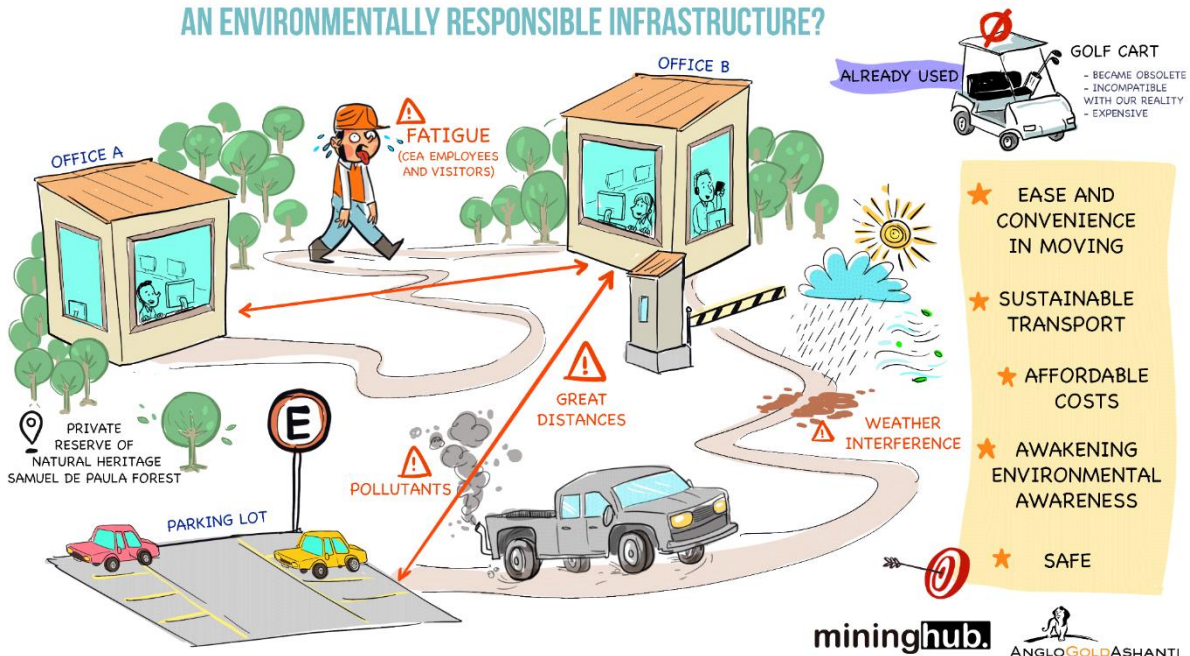 AN ENVIRONMENTALLY RESPONSIBLE INFRASTRUCTURE?
OFFICE A
FATIGUE
(CEA EMPLOYEES
AND VISITORS)
OFFICE B
ALREADY USED
GOLF CART
- BECAME OBSOLETE
- INCOMPATIBLE
WITH OUR REALITY
- EXPENSIVE
EASE AND
CONVENIENCE
IN MOVING
SUSTAINABLE
TRANSPORT
AFFORDABLE
COSTS
AWAKENING
ENVIRONMENTAL
AWARENESS
SAFE
GREAT
DISTANCES
WEATHER
INTERFERENCE
PRIVATE
RESERVE OF
NATURAL HERITAGE
SAMUEL DE PAULA FOREST
E
POLLUTANTS
PARKING LOT
mininghub.
ANGLOGOLDASHANTI